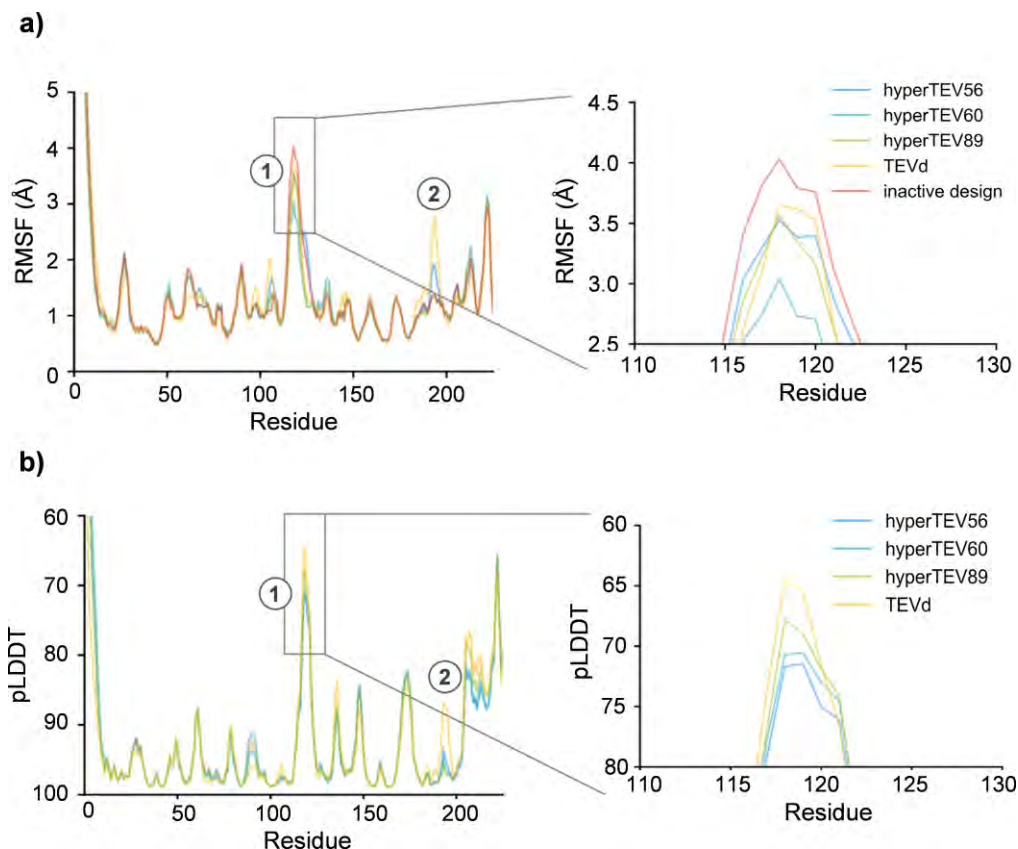 a)
5
4
3
2
1
0
RMSF (Å)
0
50
100
150
200
Residue
1
2
4.5
4.0
3.5
3.0
2.5
RMSF (Å)
110
115
120
125
130
Residue
hyperTEV56
hyperTEV60
hyperTEV89
TEVd
inactive design
b)
60
70
80
90
100
pLDDT
0
50
100
150
200
Residue
1
2
60
65
70
75
80
pLDDT
110
115
120
125
130
Residue
hyperTEV56
hyperTEV60
hyperTEV89
TEVd